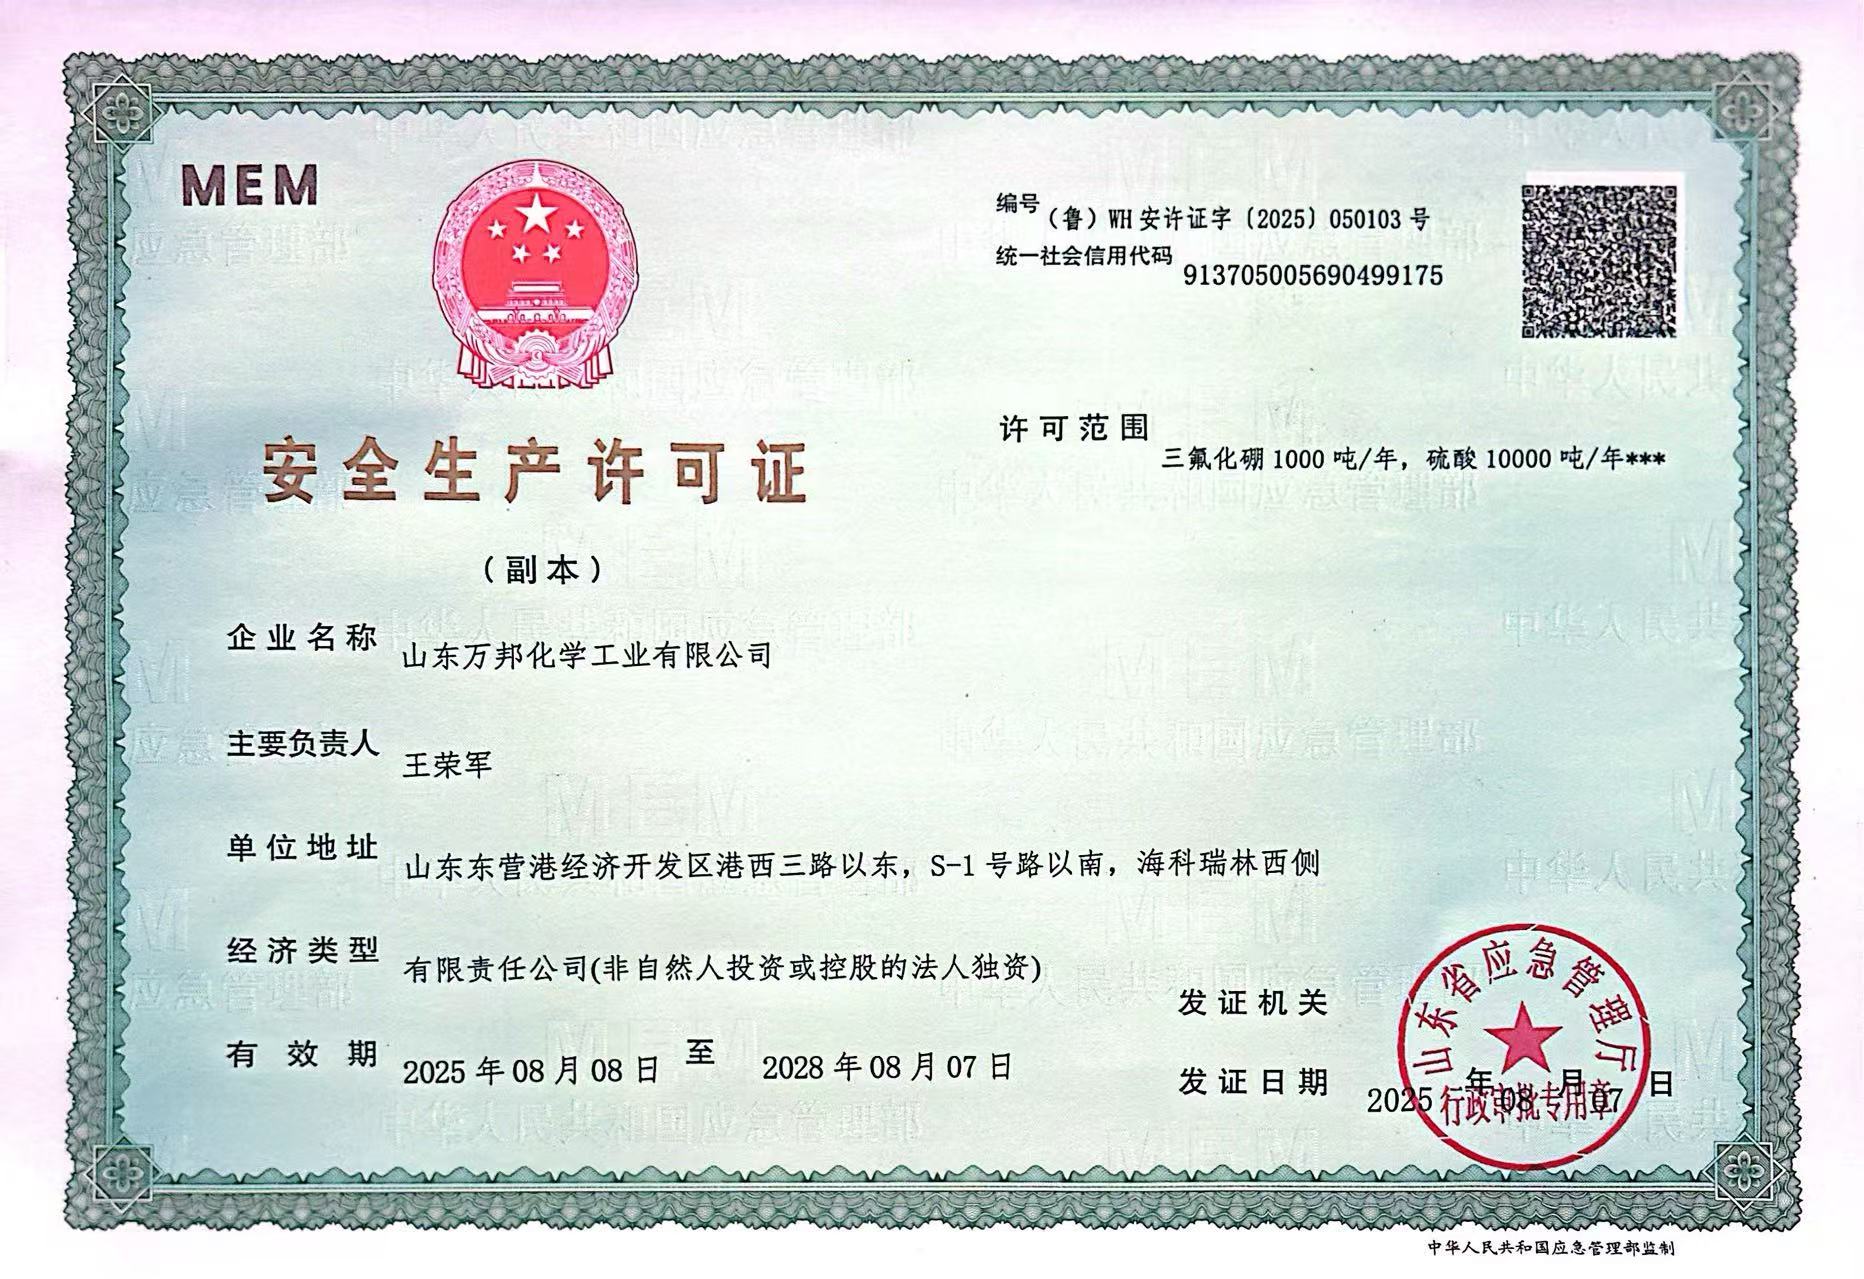 MEM
编号 （鲁）WH安许证字〔2025〕050103号
统一社会信用代码 913705005690499175
安全生产许可证
（副本）
许可范围 三氟化硼1000吨/年，硫酸10000吨/年***
企业名称 山东万邦化学工业有限公司
主要负责人 王荣军
单位地址 山东东营港经济开发区港西三路以东，S-1号路以南，海科瑞林西侧
经济类型 有限责任公司(非自然人投资或控股的法人独资)
有效期 2025年08月08日 至 2028年08月07日
发证机关
山东省应急管理厅
行政审批专用章
发证日期 2025年08月07日
中华人民共和国应急管理部监制